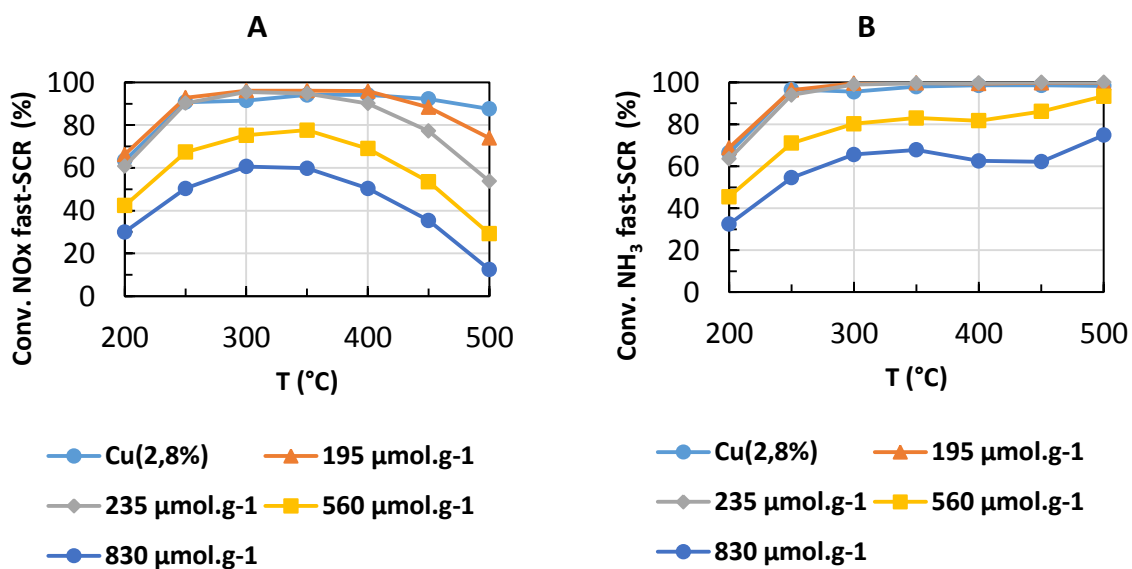 A
Conv. NOx fast-SCR (%)
100
80
60
40
20
0
200 300 400 500
T (°C)
Cu(2,8%) 195 µmol.g-1
235 µmol.g-1 560 µmol.g-1
830 µmol.g-1
B
Conv. NH₃ fast-SCR (%)
100
80
60
40
20
0
200 300 400 500
T (°C)
Cu(2,8%) 195 µmol.g-1
235 µmol.g-1 560 µmol.g-1
830 µmol.g-1